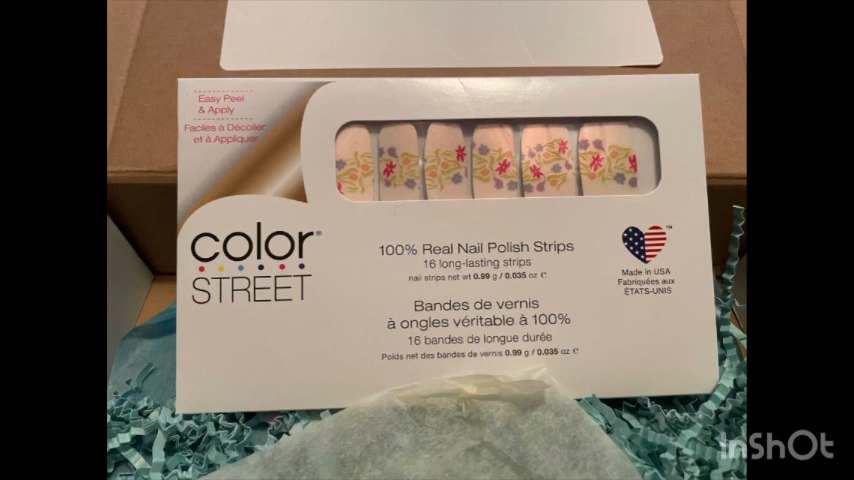 Easy Peel
& Apply
Faciles à Décoller
et à Appliquer
color®
STREET
100% Real Nail Polish Strips
16 long-lasting strips
nail strips net wt 0.99 g / 0.035 oz ℮
Bandes de vernis
à ongles véritable à 100%
16 bandes de longue durée
Poids net des bandes de vernis 0.99 g / 0.035 oz ℮
TM
Made in USA
Fabriquées aux
ÉTATS-UNIS
InShOt